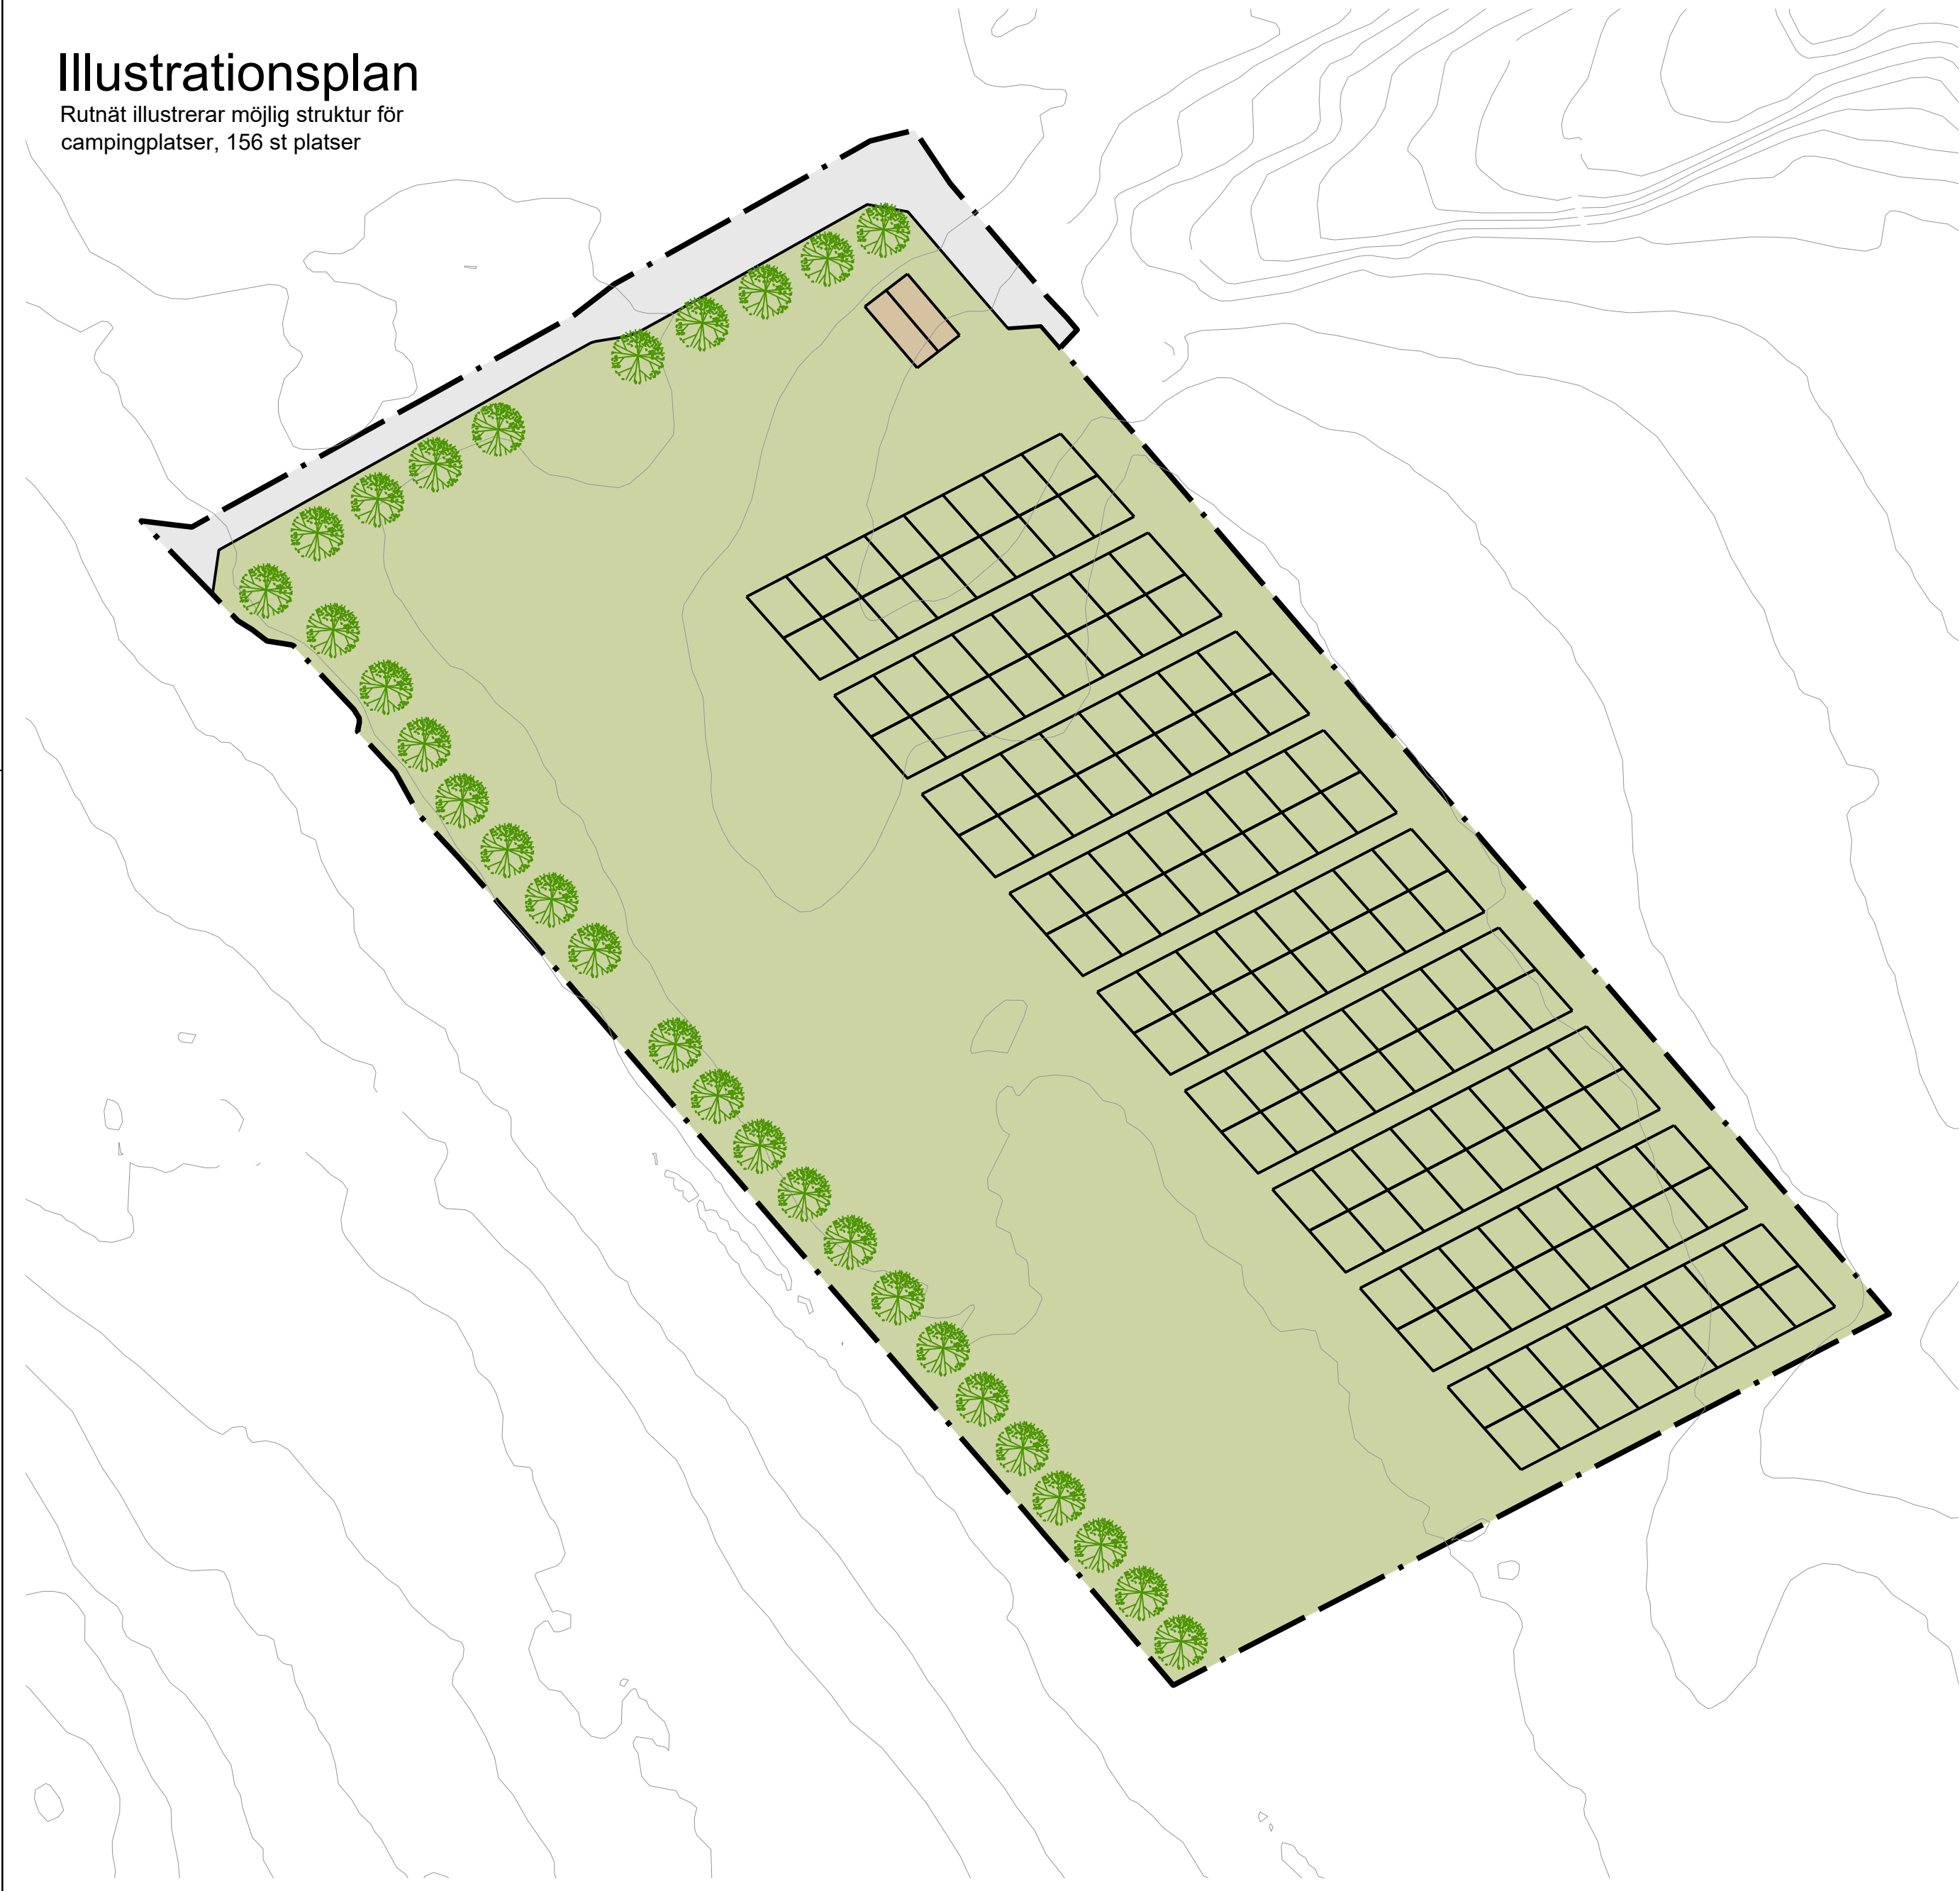 Illustrationsplan
Rutnät illustrerar möjlig struktur för
campingplatser, 156 st platser